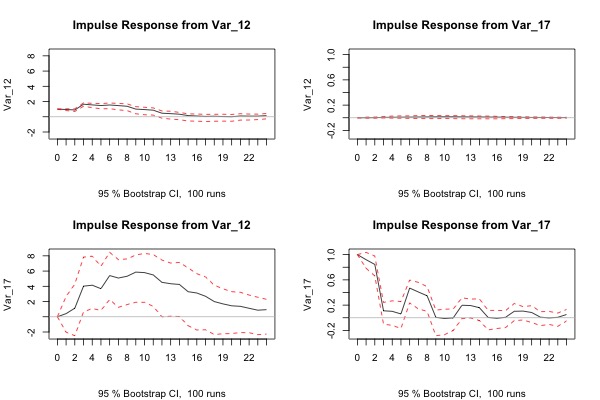 Impulse Response from Var_12
Var_12
8
6
4
2
-2
0 2 4 6 8 10 13 16 19 22
95 % Bootstrap CI, 100 runs
Impulse Response from Var_17
Var_12
1.0
0.6
0.2
-0.2
0 2 4 6 8 10 13 16 19 22
95 % Bootstrap CI, 100 runs
Impulse Response from Var_12
Var_17
8
6
4
2
-2
0 2 4 6 8 10 13 16 19 22
95 % Bootstrap CI, 100 runs
Impulse Response from Var_17
Var_17
1.0
0.6
0.2
-0.2
0 2 4 6 8 10 13 16 19 22
95 % Bootstrap CI, 100 runs